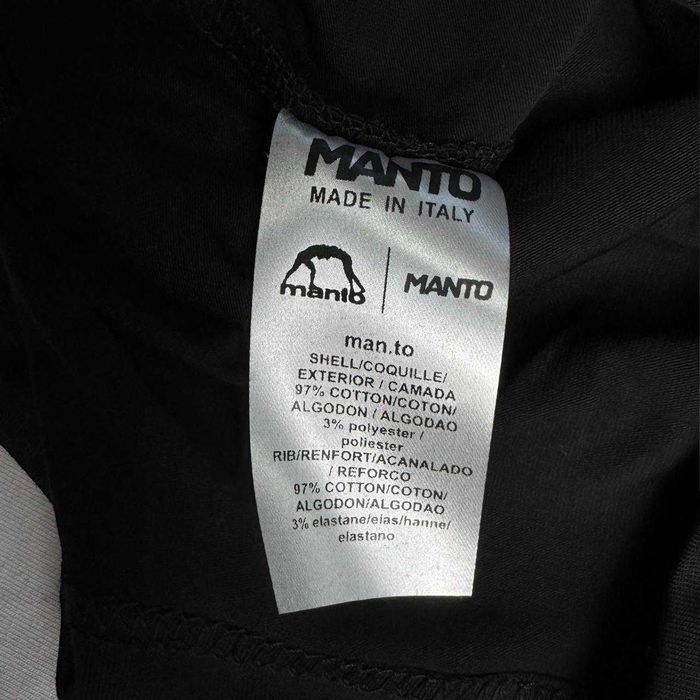 MANTO
MADE IN ITALY
manto | MANTO
man.to
SHELL/COQUILLE/
EXTERIOR / CAMADA
97% COTTON/COTON/
ALGODON / ALGODAO
3% polyester /
poliester
RIB/RENFORT/ACANALADO
/ REFORCO
97% COTTON/COTON/
ALGODON/ALGODAO
3% elastane/elas/hanne/
elastano